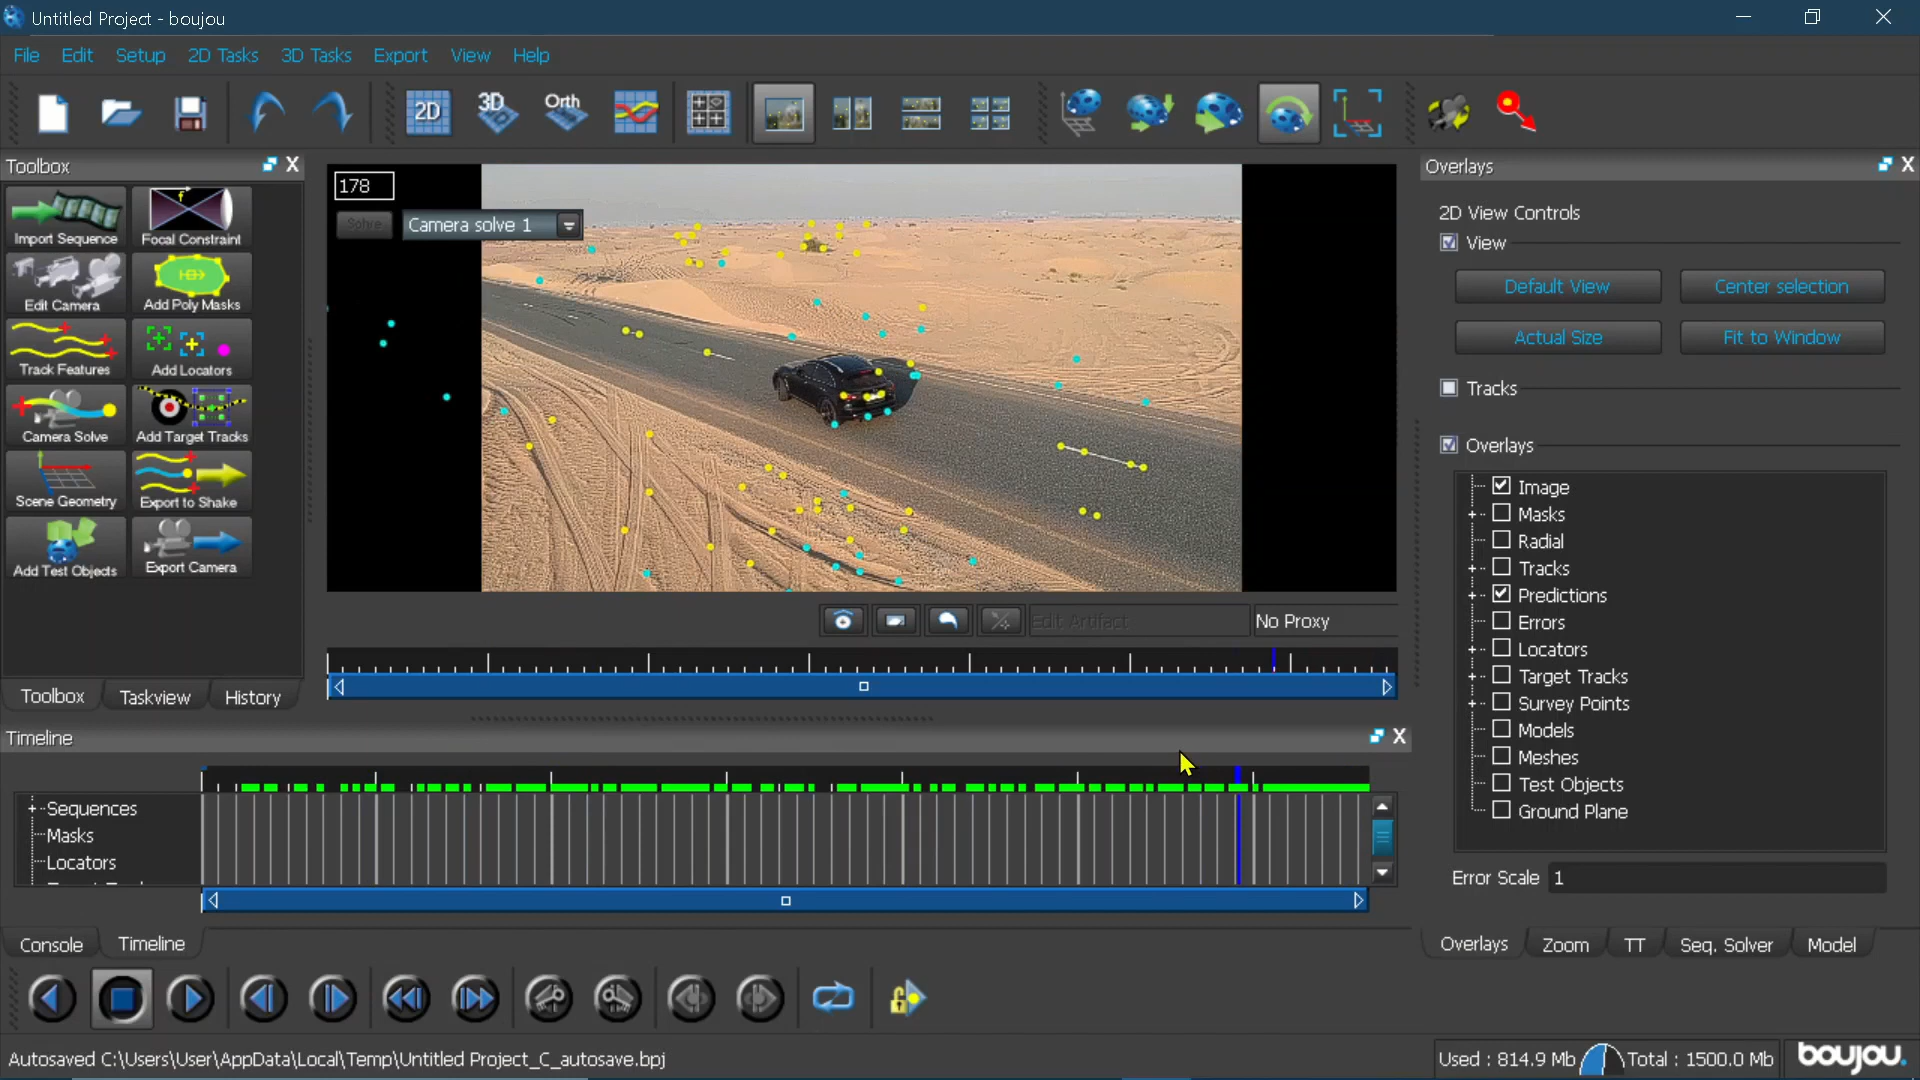 Untitled Project - boujou
File Edit Setup 2D Tasks 3D Tasks Export View Help
2D 3D Orth
Toolbox
Import Sequence Focal Constraint
Edit Camera Add Poly Masks
Track Features Add Locators
Camera Solve Add Target Tracks
Scene Geometry Export to Shake
Add Test Objects Export Camera
Toolbox Taskview History
178
Solve Camera solve 1
Edit Artifact No Proxy
Overlays
2D View Controls
View
Default View Center selection
Actual Size Fit to Window
Tracks
Overlays
Image
Masks
Radial
Tracks
Predictions
Errors
Locators
Target Tracks
Survey Points
Models
Meshes
Test Objects
Ground Plane
Error Scale 1
Overlays Zoom TT Seq. Solver Model
Timeline
Sequences
Masks
Locators
Console Timeline
Autosaved C:\Users\User\AppData\Local\Temp\Untitled Project_C_autosave.bpj
Used : 814.9 Mb Total : 1500.0 Mb boujou.